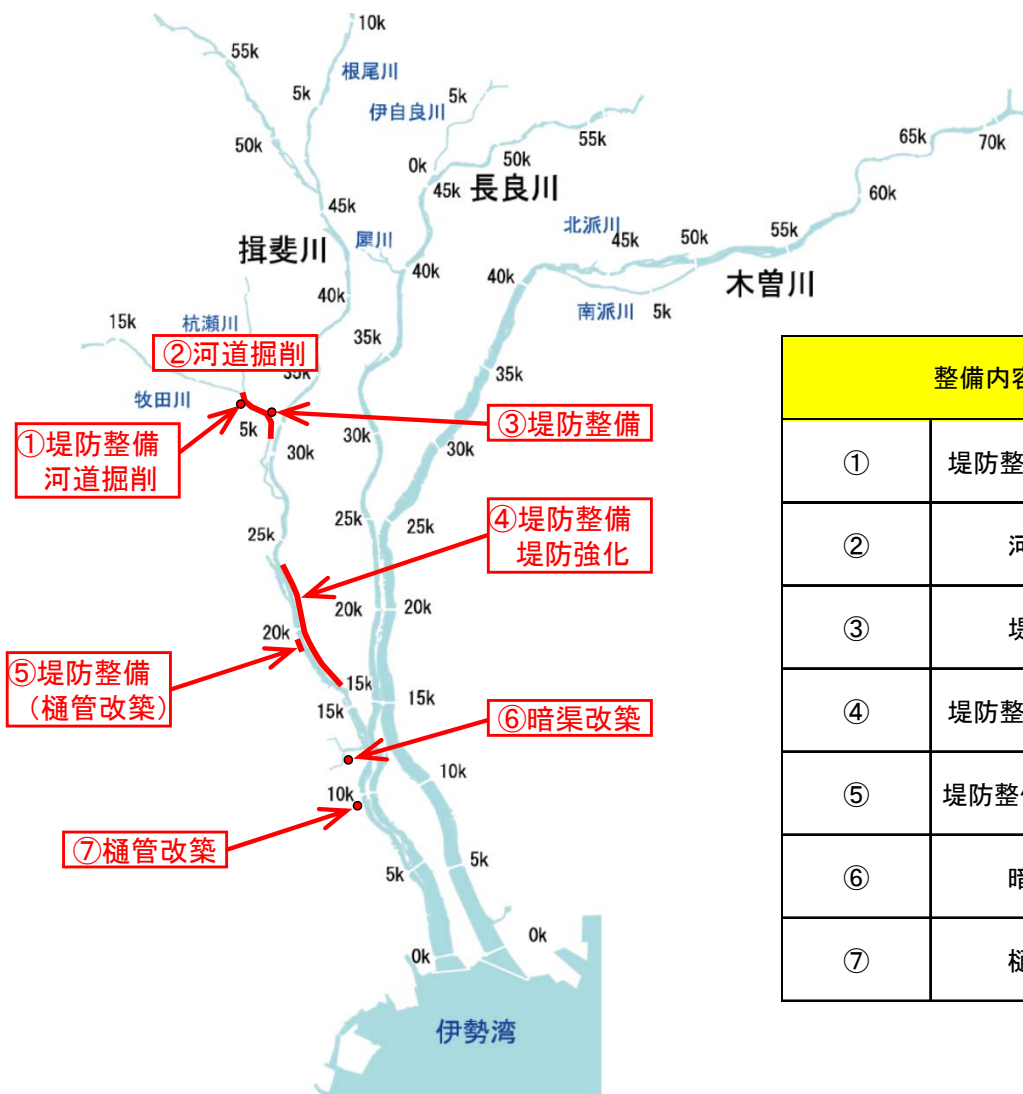 10k
55k
根尾川
5k
5k
伊自良川
50k
55k
65k
70k
0k
50k
45k
長良川
60k
45k
北派川
45k
50k
55k
揖斐川
犀川
40k
40k
木曽川
40k
南派川
5k
15k
杭瀬川
②河道掘削
35k
35k
35k
牧田川
5k
③堤防整備
①堤防整備
河道掘削
30k
30k
30k
25k
25k
25k
④堤防整備
堤防強化
20k
20k
20k
⑤堤防整備
(樋管改築)
15k
15k
15k
⑥暗渠改築
10k
10k
⑦樋管改築
5k
5k
0k
0k
伊勢湾
整備内容
① 堤防整
②
③
④ 堤防整
⑤ 堤防整
⑥
⑦